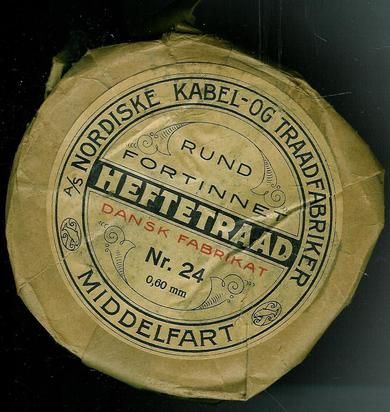 A/S NORDISKE KABEL-OG TRAADFABRIKER
RUND
FORTINNET
HEFTETRAAD
DANSK FABRIKAT
Nr. 24
0,60 mm
MIDDELFART